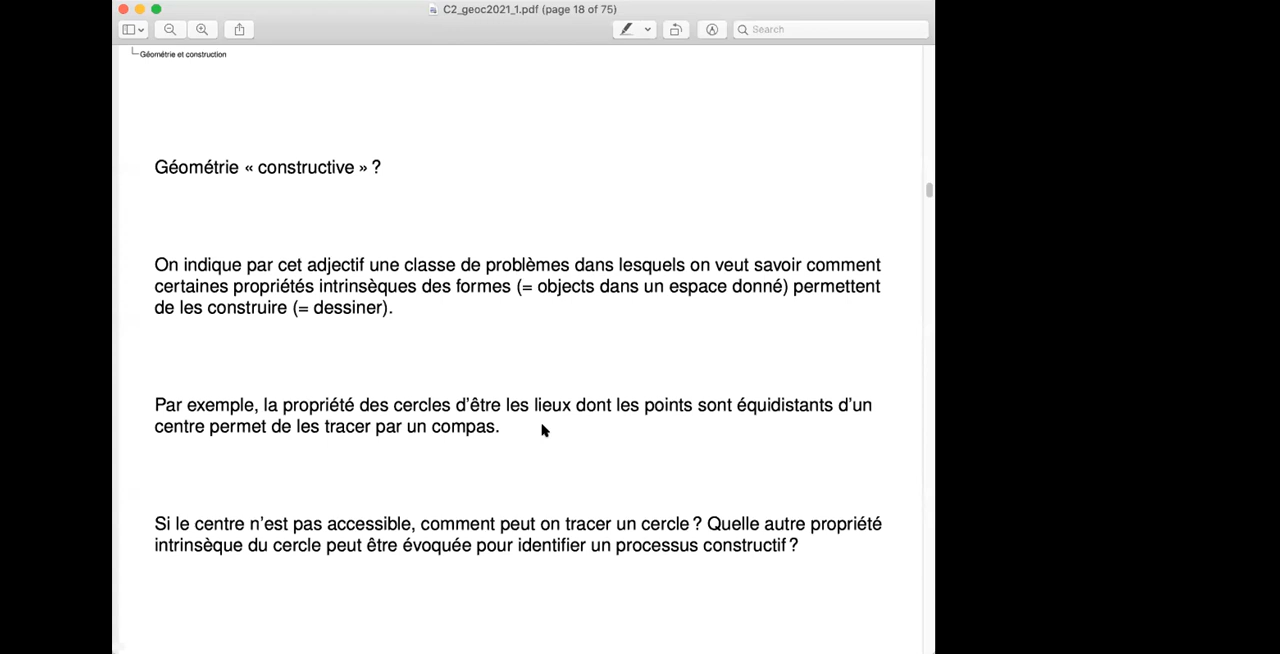 C2_geoc2021_1.pdf (page 18 of 75)
Search
Géométrie et construction
Géométrie « constructive » ?
On indique par cet adjectif une classe de problèmes dans lesquels on veut savoir comment
certaines propriétés intrinsèques des formes (= objects dans un espace donné) permettent
de les construire (= dessiner).
Par exemple, la propriété des cercles d’être les lieux dont les points sont équidistants d’un
centre permet de les tracer par un compas.
Si le centre n’est pas accessible, comment peut on tracer un cercle ? Quelle autre propriété
intrinsèque du cercle peut être évoquée pour identifier un processus constructif ?